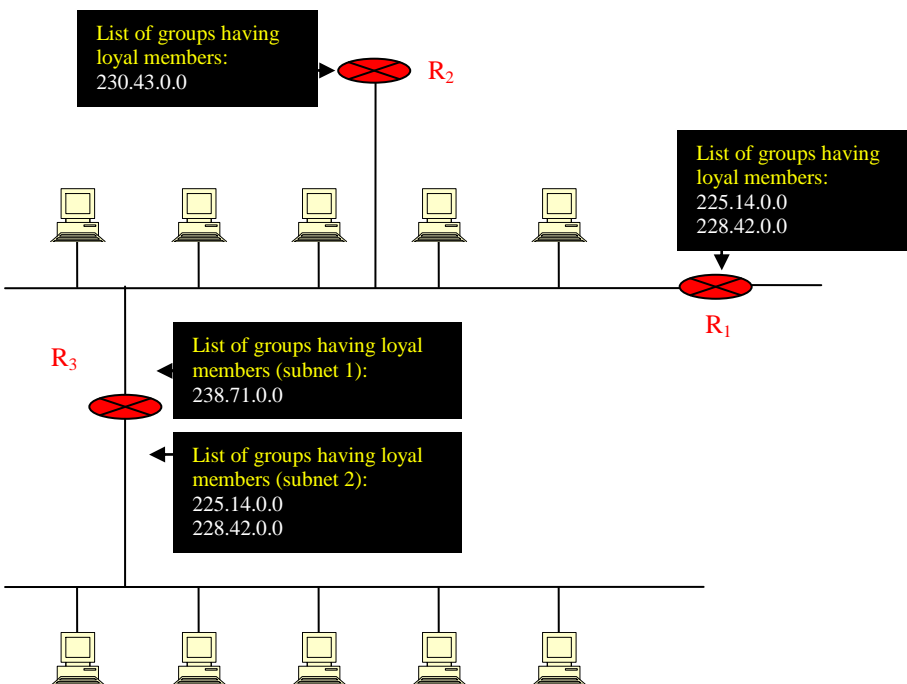 List of groups having
loyal members:
230.43.0.0
R₂
List of groups having
loyal members:
225.14.0.0
228.42.0.0
R₁
R₃
List of groups having loyal
members (subnet 1):
238.71.0.0
List of groups having loyal
members (subnet 2):
225.14.0.0
228.42.0.0